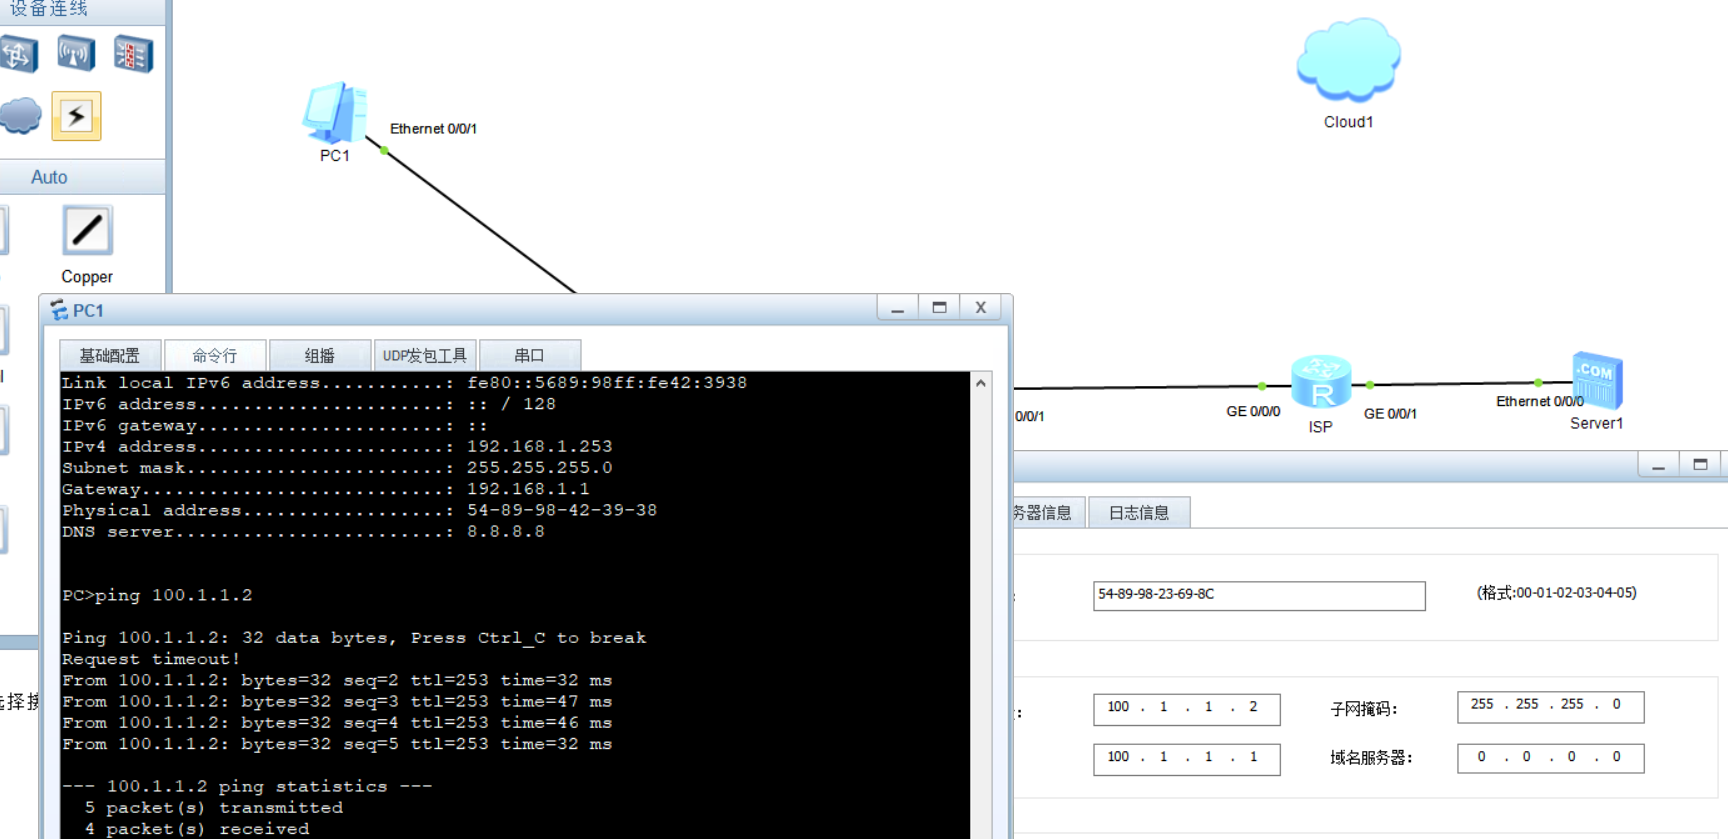 设备连线
Auto
Copper
Ethernet 0/0/1
PC1
Cloud1
0/0/1
GE 0/0/0
ISP
GE 0/0/1
Ethernet 0/0/0
.COM
R
Server1
PC1
X
基础配置 命令行 组播 UDP发包工具 串口
Link local IPv6 address...........: fe80::5689:98ff:fe42:3938
IPv6 address......................: :: / 128
IPv6 gateway......................: ::
IPv4 address......................: 192.168.1.253
Subnet mask.......................: 255.255.255.0
Gateway...........................: 192.168.1.1
Physical address..................: 54-89-98-42-39-38
DNS server........................: 8.8.8.8
PC>ping 100.1.1.2
Ping 100.1.1.2: 32 data bytes, Press Ctrl_C to break
Request timeout!
From 100.1.1.2: bytes=32 seq=2 ttl=253 time=32 ms
From 100.1.1.2: bytes=32 seq=3 ttl=253 time=47 ms
From 100.1.1.2: bytes=32 seq=4 ttl=253 time=46 ms
From 100.1.1.2: bytes=32 seq=5 ttl=253 time=32 ms
--- 100.1.1.2 ping statistics ---
5 packet(s) transmitted
4 packet(s) received
务器信息 日志信息
54-89-98-23-69-8C (格式:00-01-02-03-04-05)
100 . 1 . 1 . 2 子网掩码: 255 . 255 . 255 . 0
100 . 1 . 1 . 1 域名服务器: 0 . 0 . 0 . 0